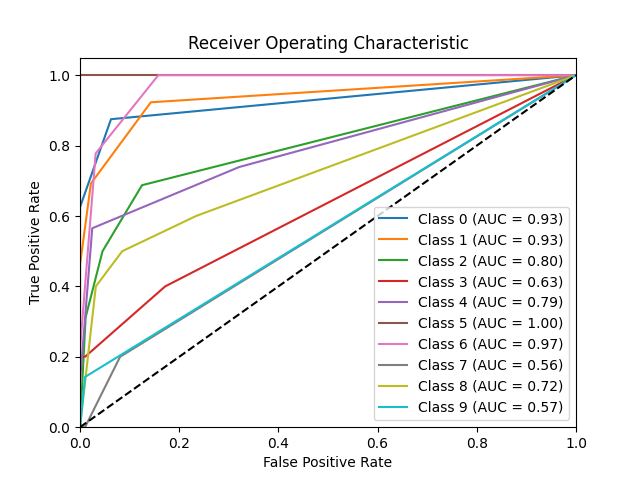 Receiver Operating Characteristic
True Positive Rate
1.0
0.8
0.6
0.4
0.2
0.0
Class 0 (AUC = 0.93)
Class 1 (AUC = 0.93)
Class 2 (AUC = 0.80)
Class 3 (AUC = 0.63)
Class 4 (AUC = 0.79)
Class 5 (AUC = 1.00)
Class 6 (AUC = 0.97)
Class 7 (AUC = 0.56)
Class 8 (AUC = 0.72)
Class 9 (AUC = 0.57)
0.0 0.2 0.4 0.6 0.8 1.0
False Positive Rate